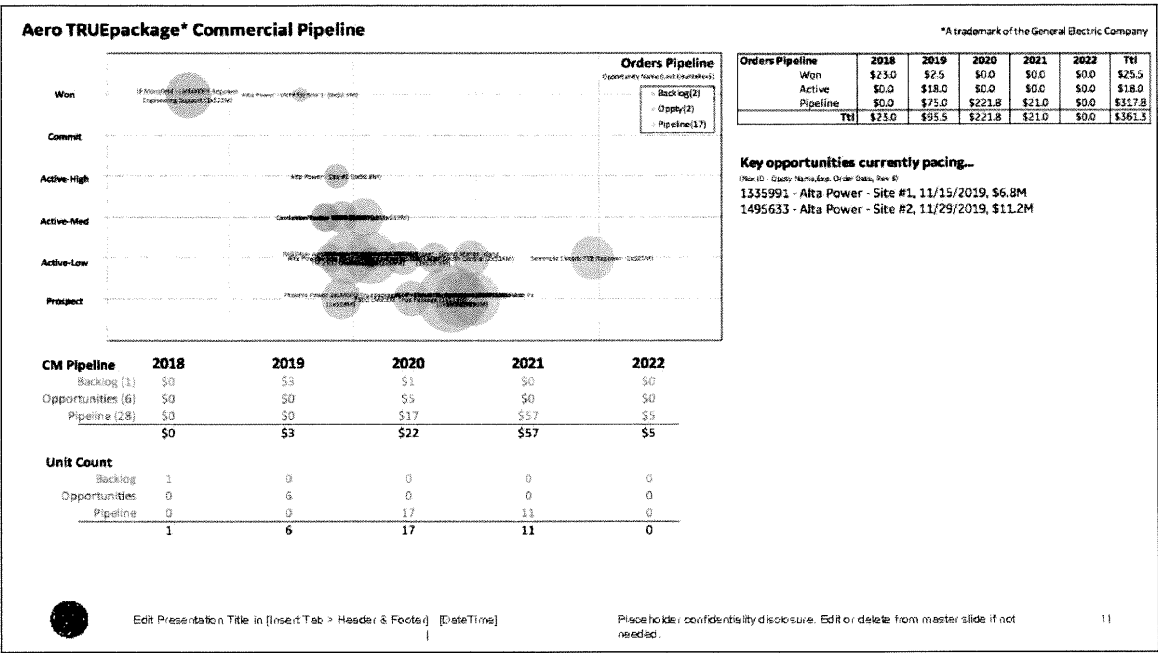 Aero TRUEpackage* Commercial Pipeline
*A trademark of the General Electric Company
Orders Pipeline
Backlog(2)
Oppty(2)
Pipeline(17)
Won
Commit
Active-High
Active-Med
Active-Low
Prospect
Orders Pipeline 2018 2019 2020 2021 2022 Ttl
Won $23.0 $2.5 $0.0 $0.0 $0.0 $25.5
Active $0.0 $18.0 $0.0 $0.0 $0.0 $18.0
Pipeline $0.0 $75.0 $221.8 $21.0 $0.0 $317.8
Ttl $23.0 $95.5 $221.8 $21.0 $0.0 $361.3
Key opportunities currently pacing...
1335991 - Alta Power - Site #1, 11/15/2019, $6.8M
1495633 - Alta Power - Site #2, 11/29/2019, $11.2M
CM Pipeline 2018 2019 2020 2021 2022
Backlog (1) $0 $3 $1 $0 $0
Opportunities (6) $0 $0 $5 $0 $0
Pipeline (28) $0 $0 $17 $57 $5
$0 $3 $22 $57 $5
Unit Count
Backlog 1 0 0 0 0
Opportunities 0 6 0 0 0
Pipeline 0 0 17 11 0
1 6 17 11 0
Edit Presentation Title in [Insert Tab > Header & Footer] [DateTime]
|
Placeholder confidentiality disclosure. Edit or delete from master slide if not
needed.
11